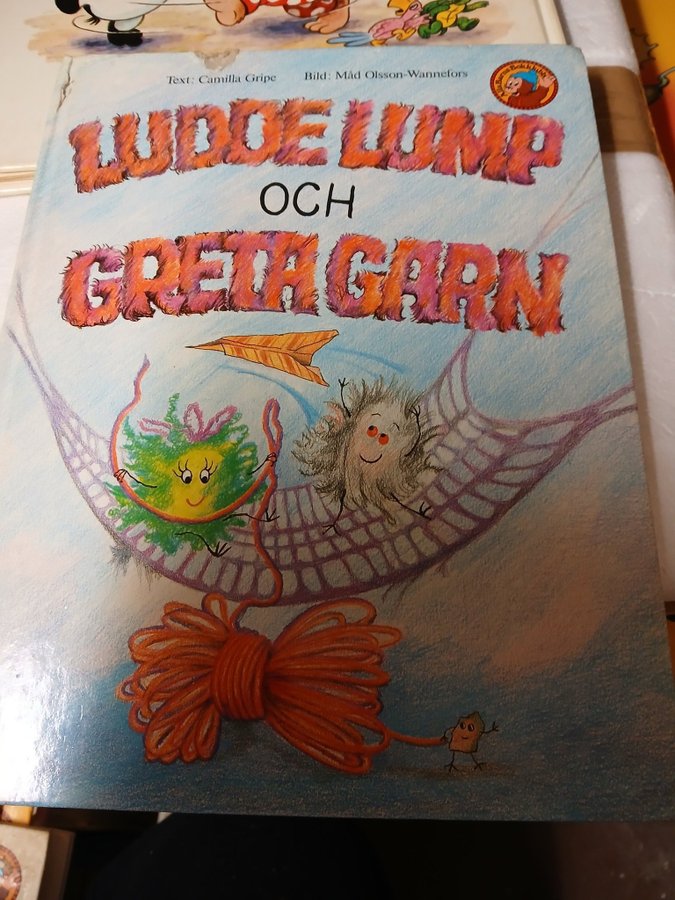 Text: Camilla Gripe Bild: Måd Olsson-Wannefors
LUDDE LUMP
OCH
GRETA GARN